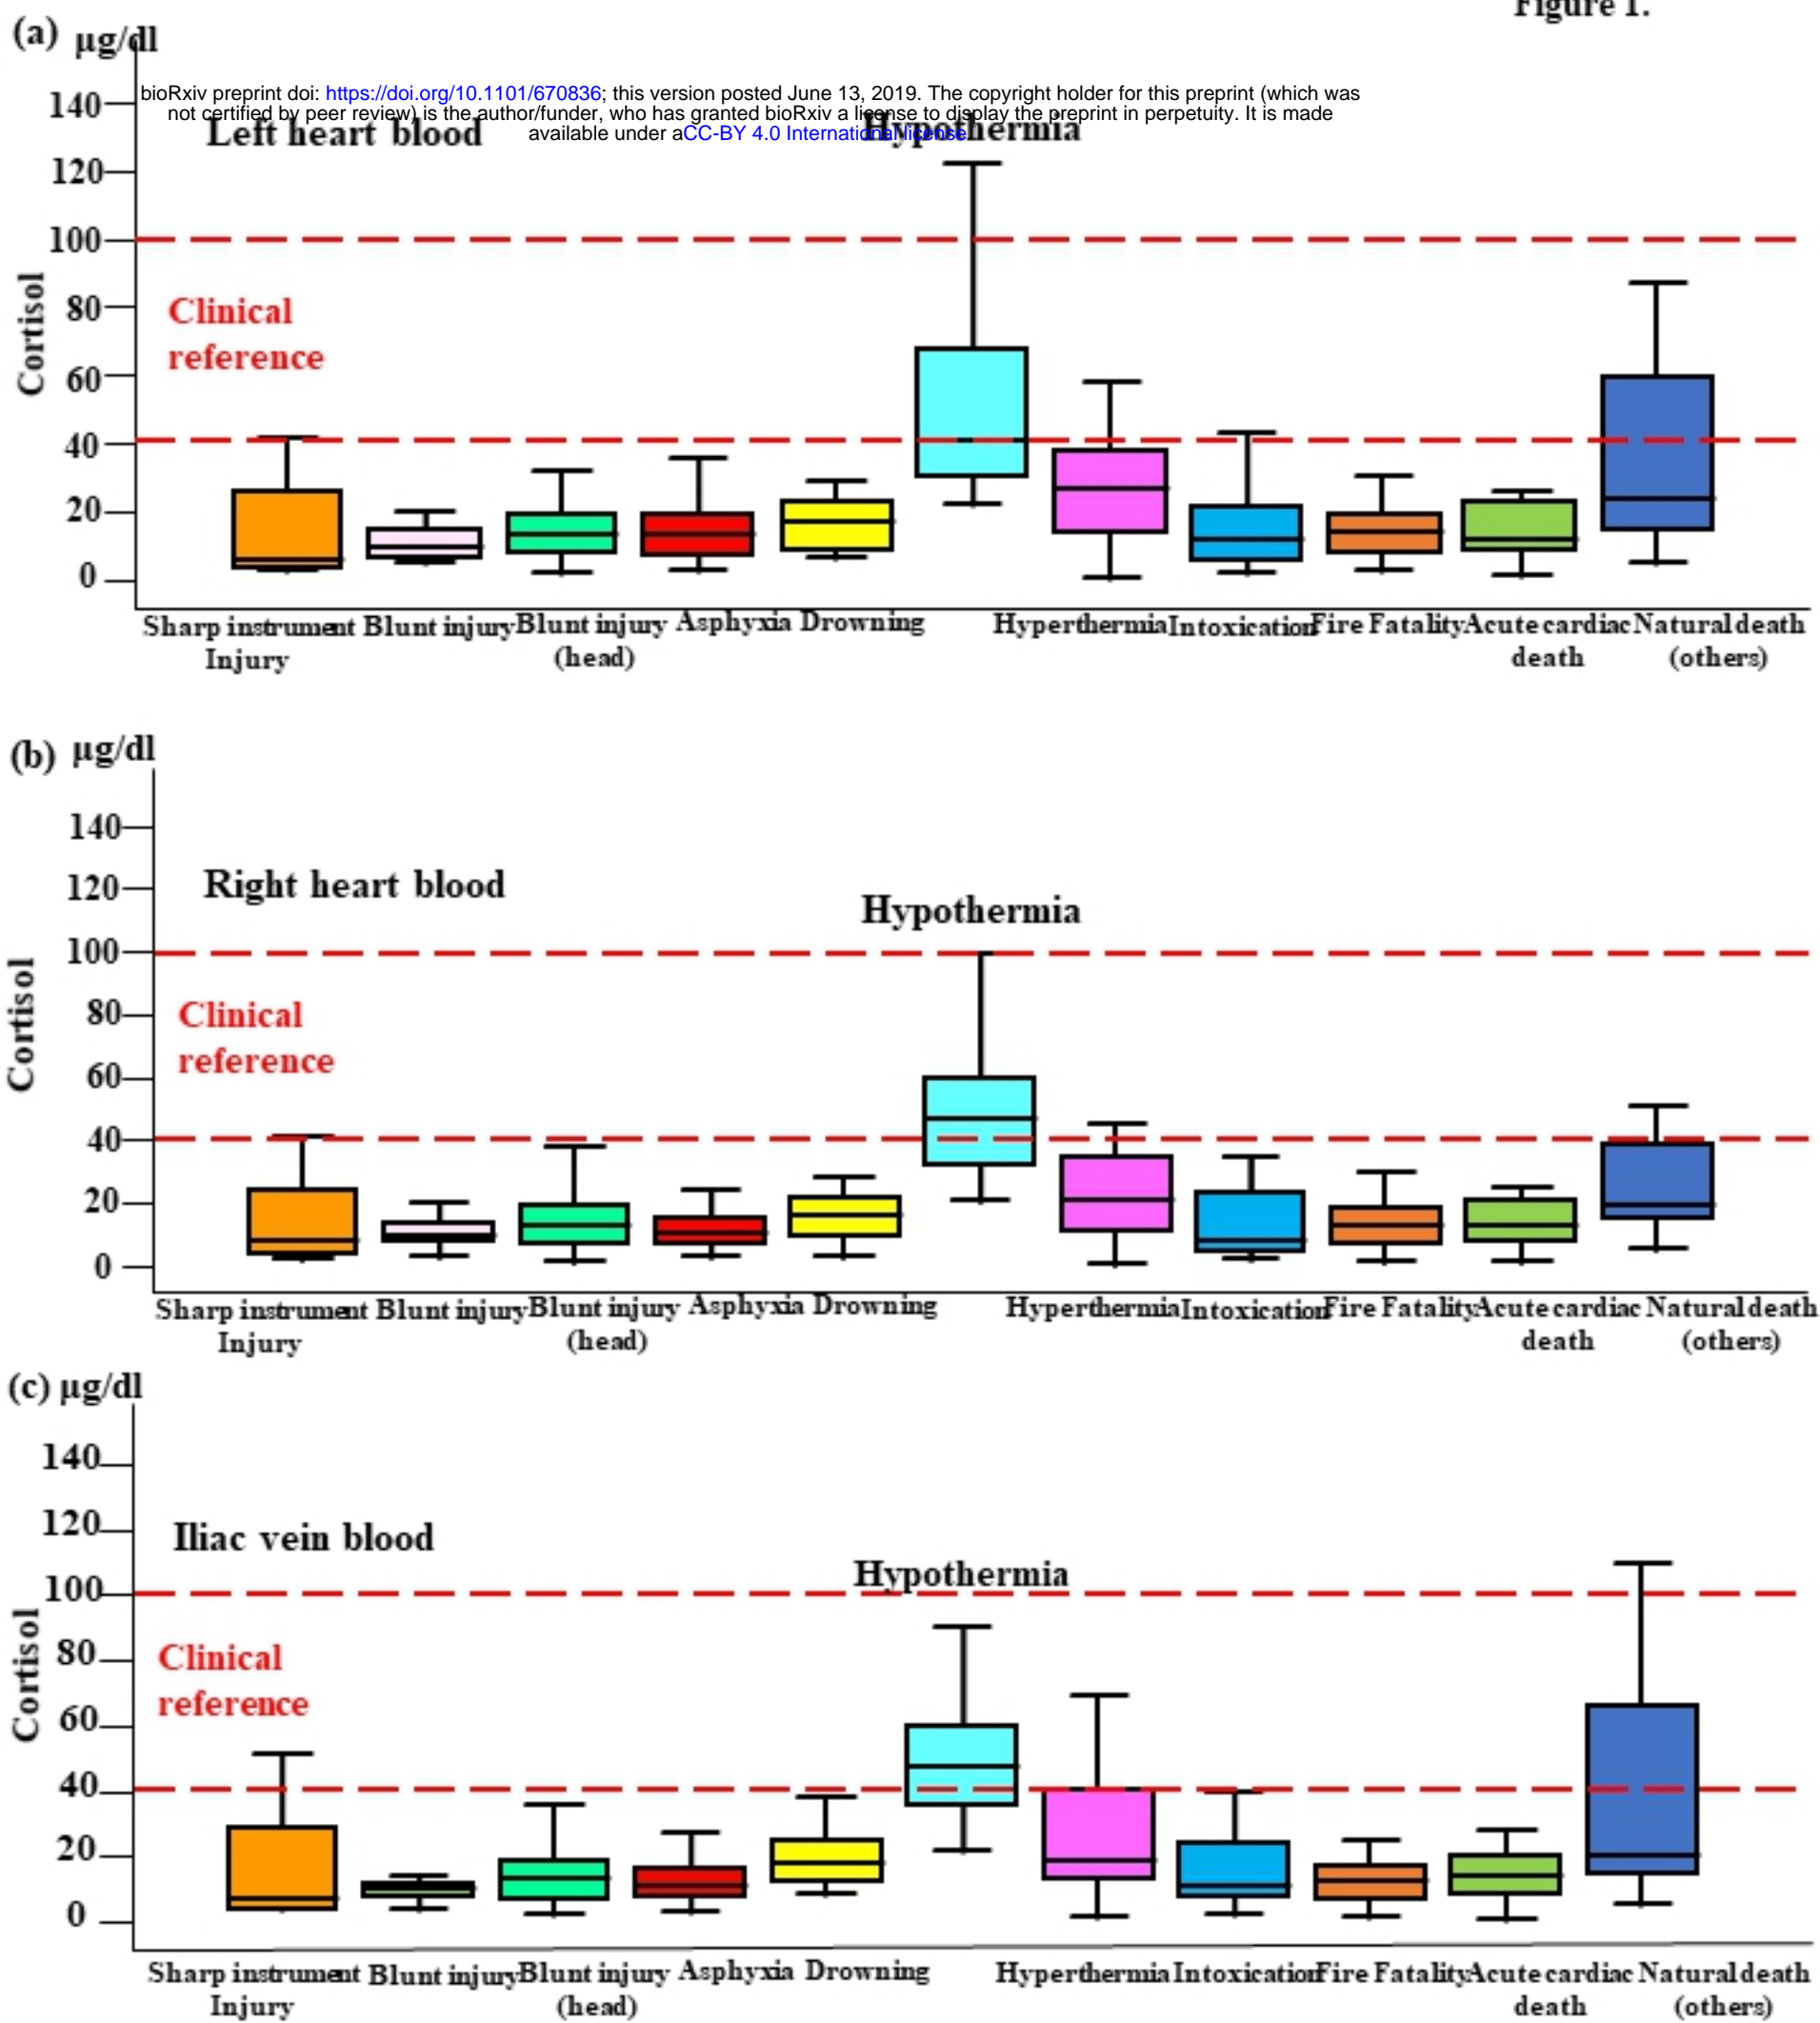 Figure 1.
(a) μg/dl
bioRxiv preprint doi: https://doi.org/10.1101/670836; this version posted June 13, 2019. The copyright holder for this preprint (which was
not certified by peer review) is the author/funder, who has granted bioRxiv a license to display the preprint in perpetuity. It is made
available under aCC-BY 4.0 International license.
Left heart blood
Hypothermia
140
120
100
80
60
40
20
0
Cortisol
Clinical
reference
Sharp instrument Blunt injury Blunt injury Asphyxia Drowning Hyperthermia Intoxication Fire Fatality Acute cardiac Natural death
Injury (head) death (others)
(b) μg/dl
140
120
100
80
60
40
20
0
Right heart blood
Hypothermia
Cortisol
Clinical
reference
Sharp instrument Blunt injury Blunt injury Asphyxia Drowning Hyperthermia Intoxication Fire Fatality Acute cardiac Natural death
Injury (head) death (others)
(c) μg/dl
140
120
100
80
60
40
20
0
Iliac vein blood
Hypothermia
Cortisol
Clinical
reference
Sharp instrument Blunt injury Blunt injury Asphyxia Drowning Hyperthermia Intoxication Fire Fatality Acute cardiac Natural death
Injury (head) death (others)